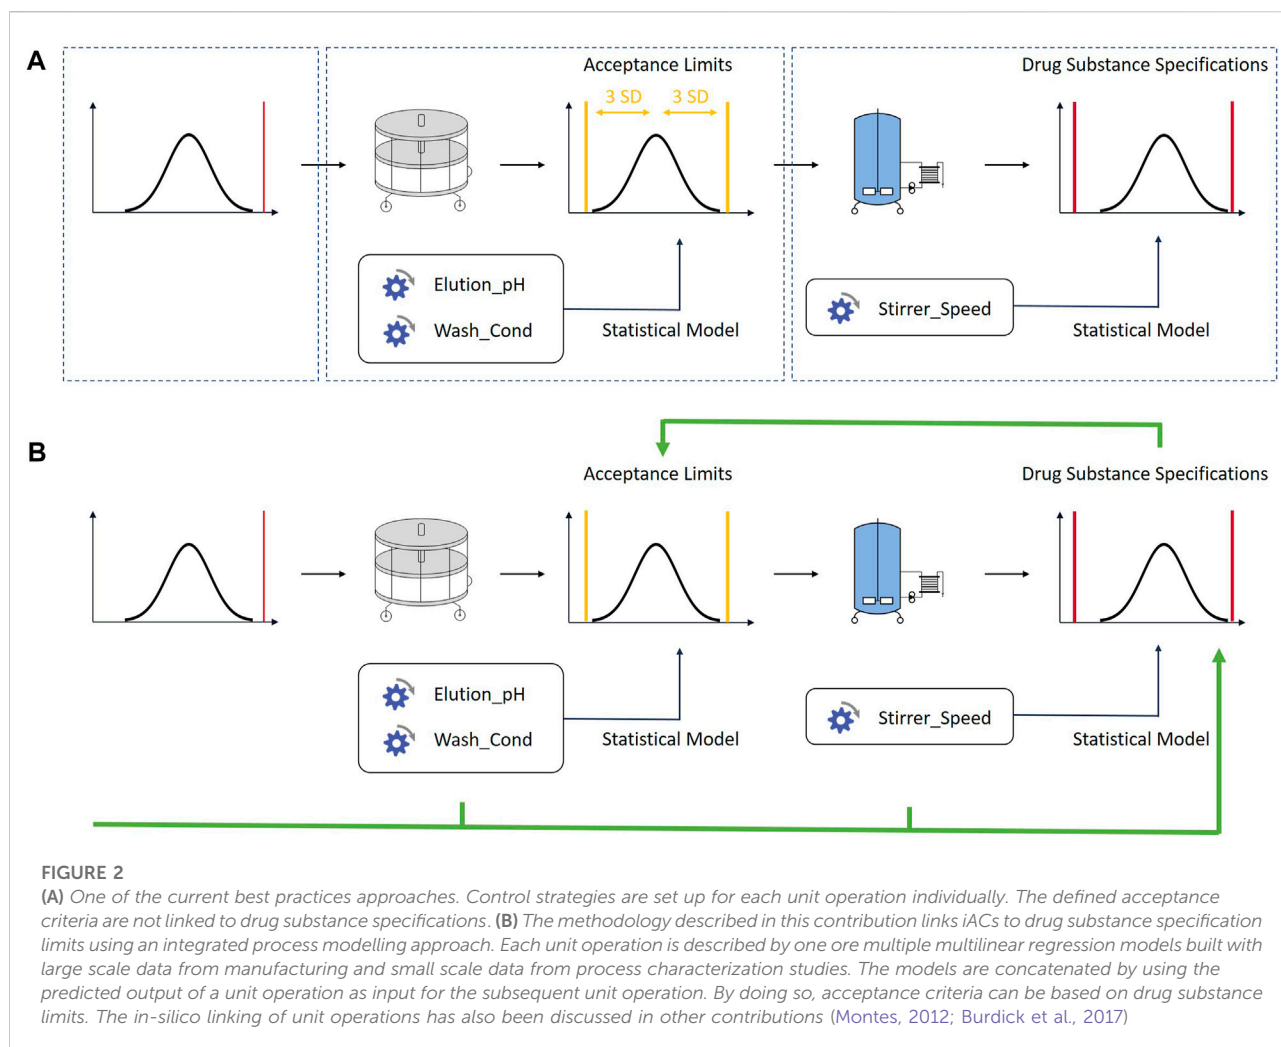 A
Acceptance Limits
Drug Substance Specifications
3 SD
3 SD
Elution_pH
Wash_Cond
Statistical Model
Stirrer_Speed
Statistical Model
B
Acceptance Limits
Drug Substance Specifications
Elution_pH
Wash_Cond
Statistical Model
Stirrer_Speed
Statistical Model
FIGURE 2
(A) One of the current best practices approaches. Control strategies are set up for each unit operation individually. The defined acceptance
criteria are not linked to drug substance specifications. (B) The methodology described in this contribution links iACs to drug substance specification
limits using an integrated process modelling approach. Each unit operation is described by one ore multiple multilinear regression models built with
large scale data from manufacturing and small scale data from process characterization studies. The models are concatenated by using the
predicted output of a unit operation as input for the subsequent unit operation. By doing so, acceptance criteria can be based on drug substance
limits. The in-silico linking of unit operations has also been discussed in other contributions (Montes, 2012; Burdick et al., 2017)